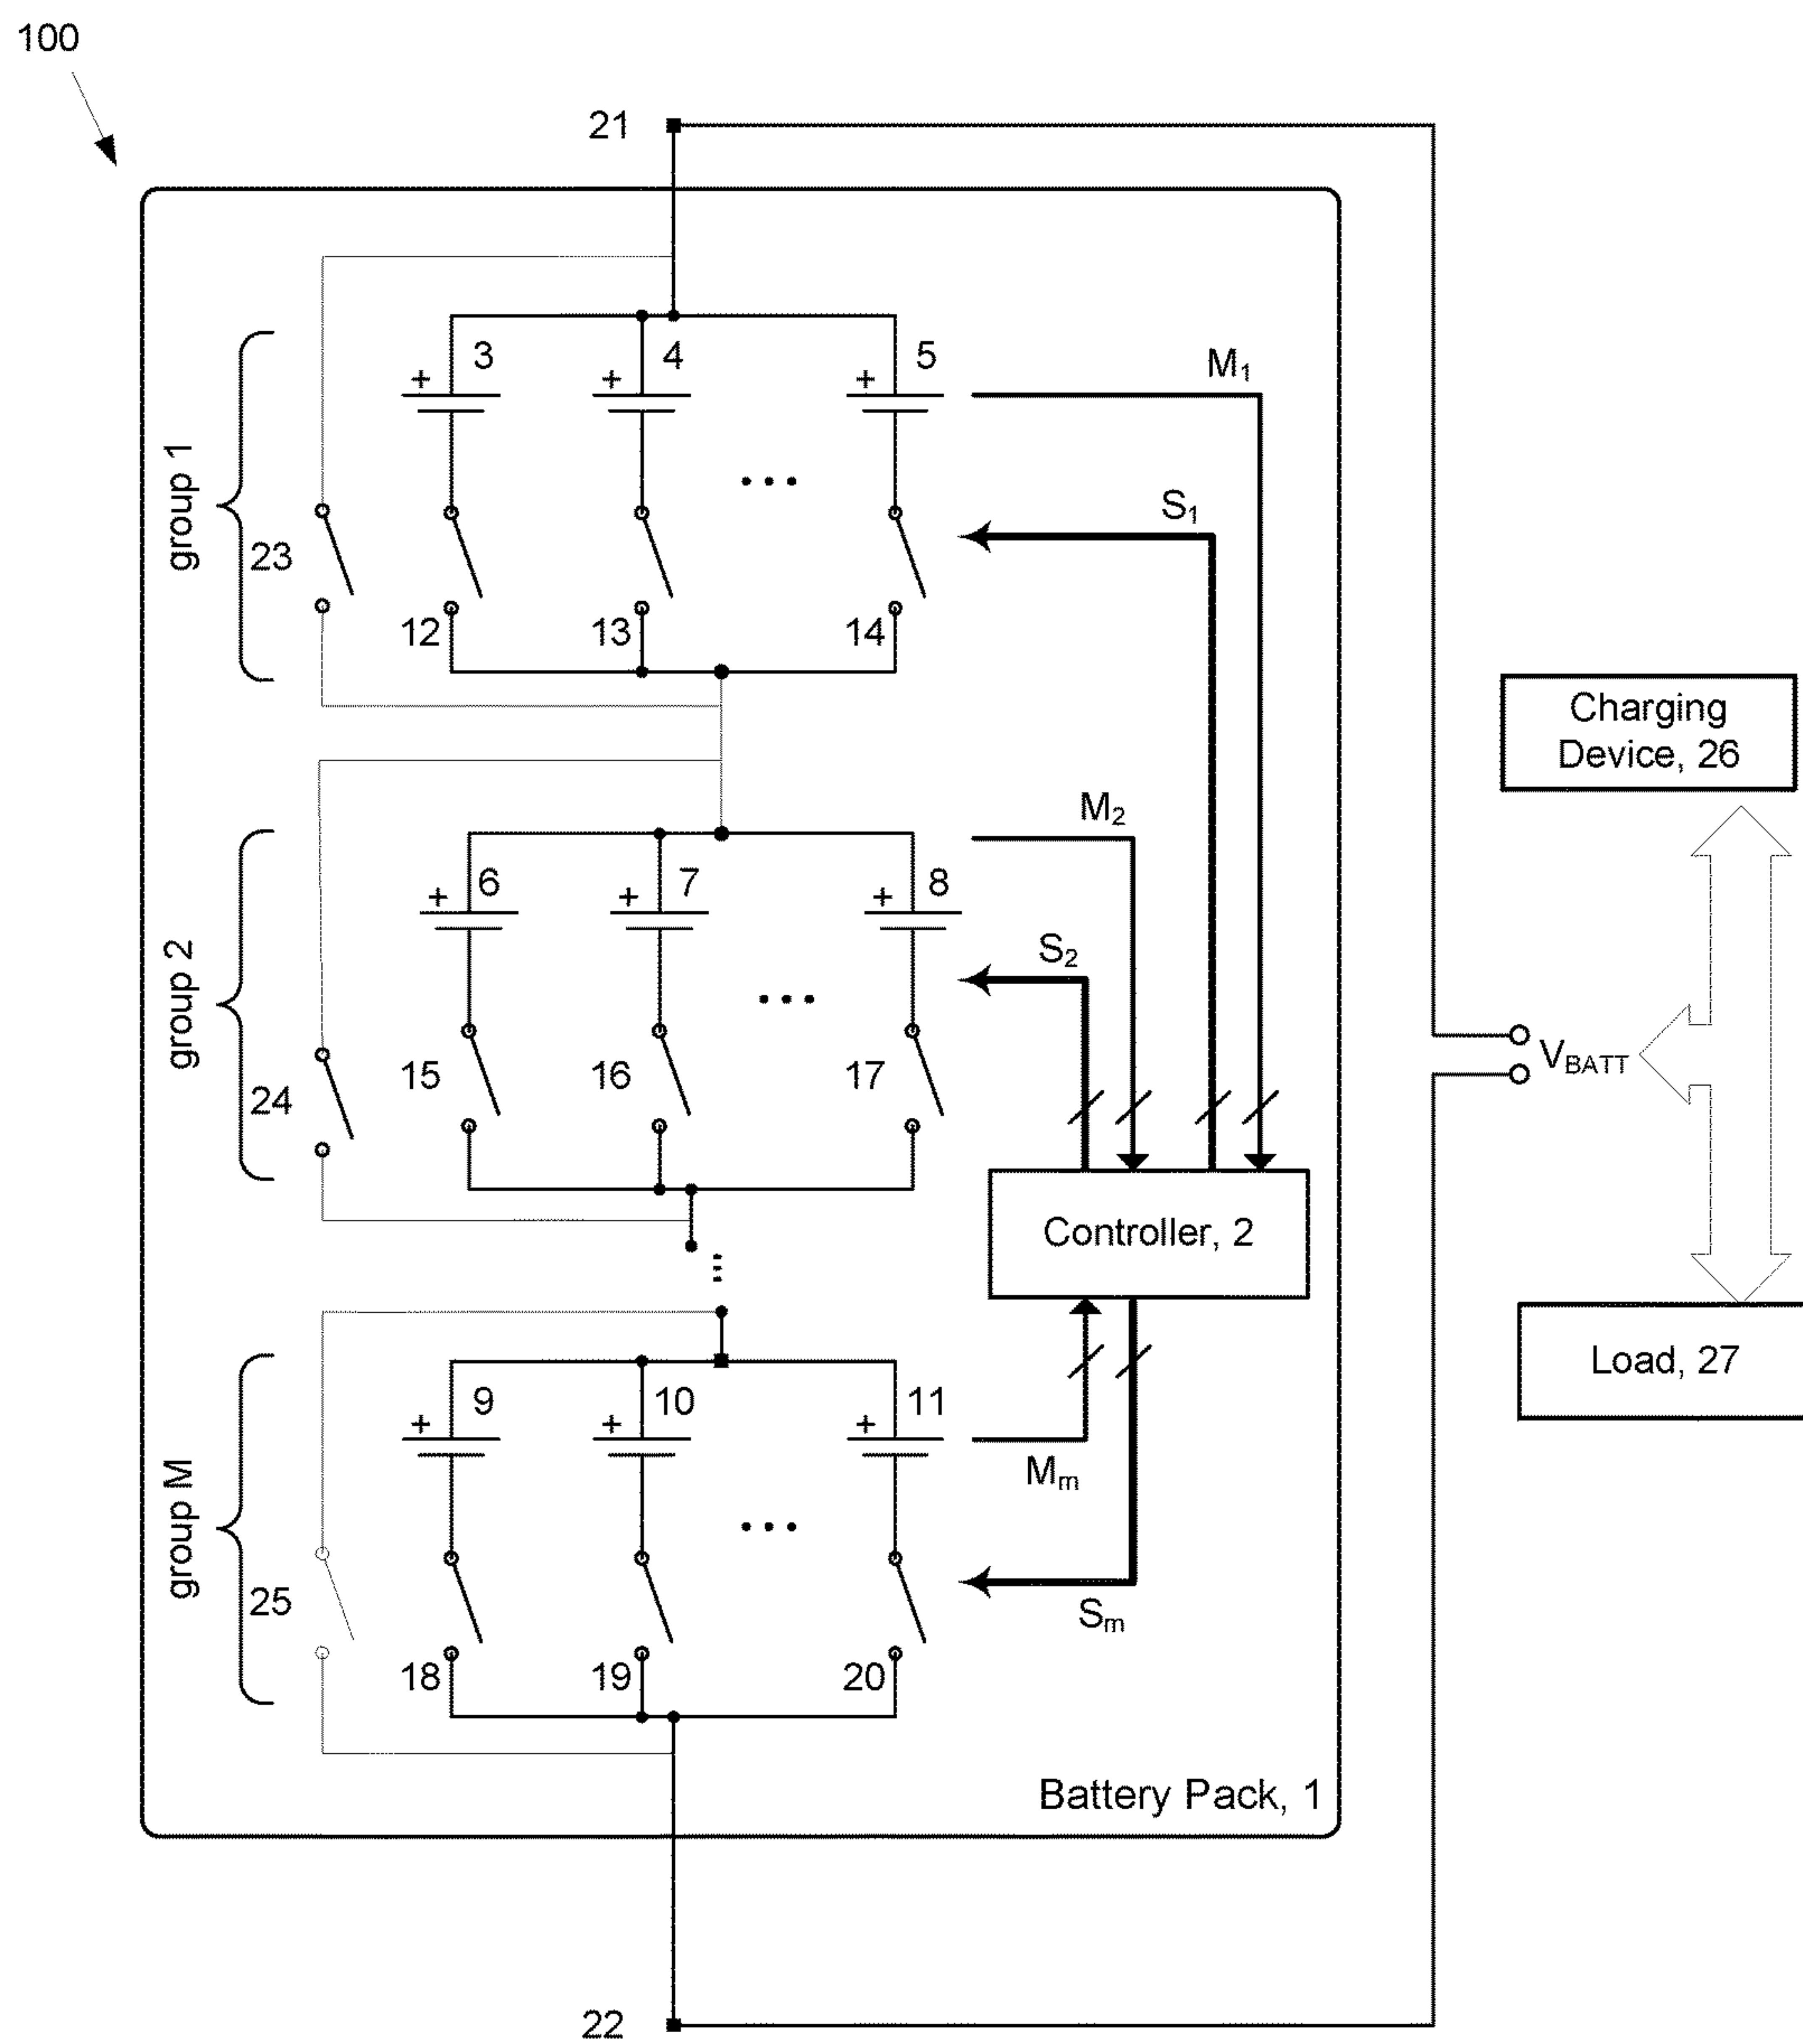 100
21
3
4
5
M₁
+
+
+
group 1
S₁
23
12
13
14
Charging
Device, 26
M₂
6
7
8
+
+
+
group 2
S₂
V_BATT
15
16
17
24
Controller, 2
Load, 27
9
10
11
+
+
+
Mₘ
group M
25
Sₘ
18
19
20
Battery Pack, 1
22